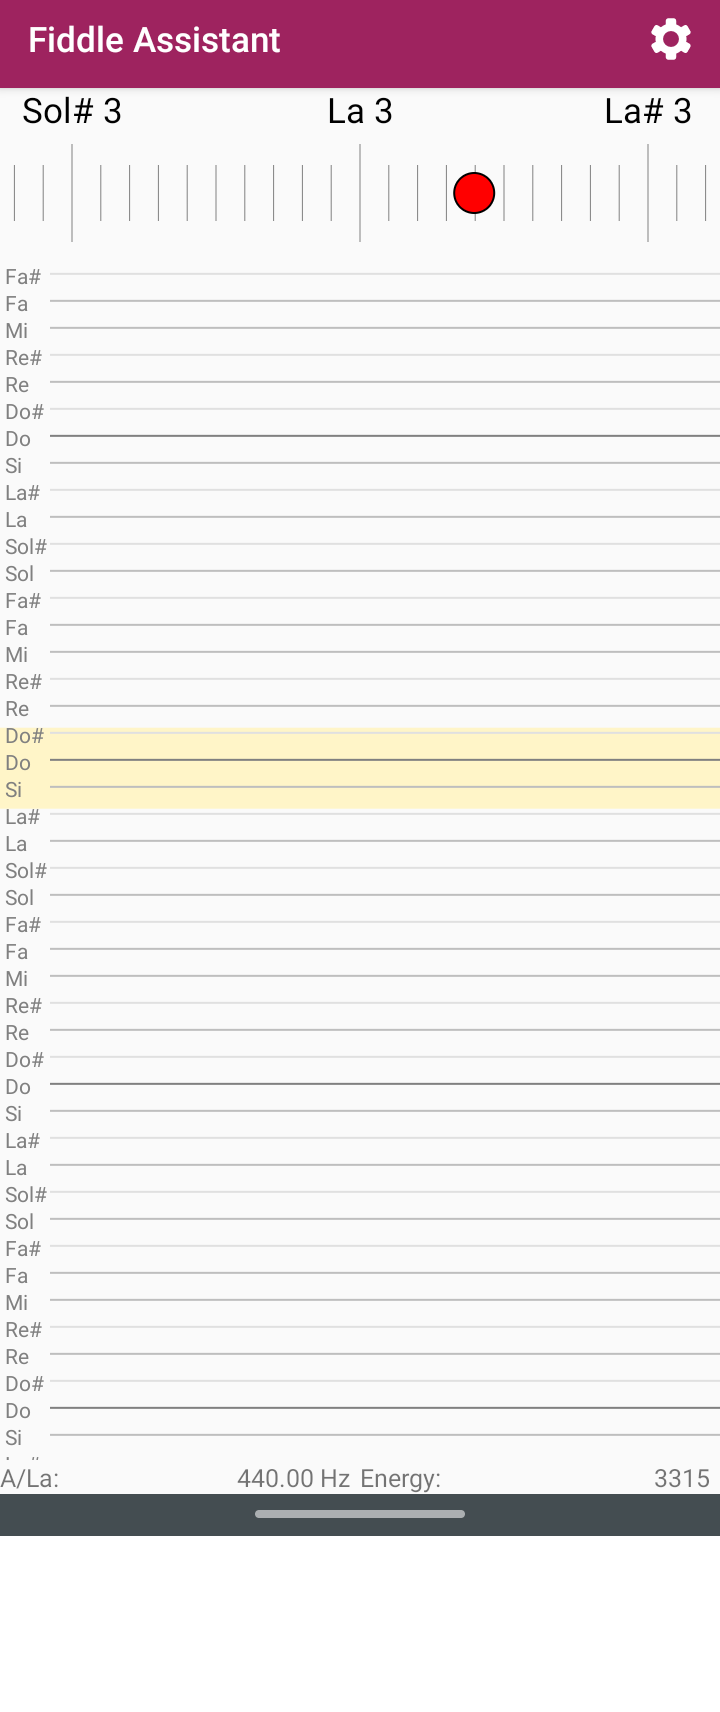 Fiddle Assistant
Sol# 3 La 3 La# 3
Fa#
Fa
Mi
Re#
Re
Do#
Do
Si
La#
La
Sol#
Sol
Fa#
Fa
Mi
Re#
Re
Do#
Do
Si
La#
La
Sol#
Sol
Fa#
Fa
Mi
Re#
Re
Do#
Do
Si
La#
La
Sol#
Sol
Fa#
Fa
Mi
Re#
Re
Do#
Do
Si
A/La: 440.00 Hz Energy: 3315